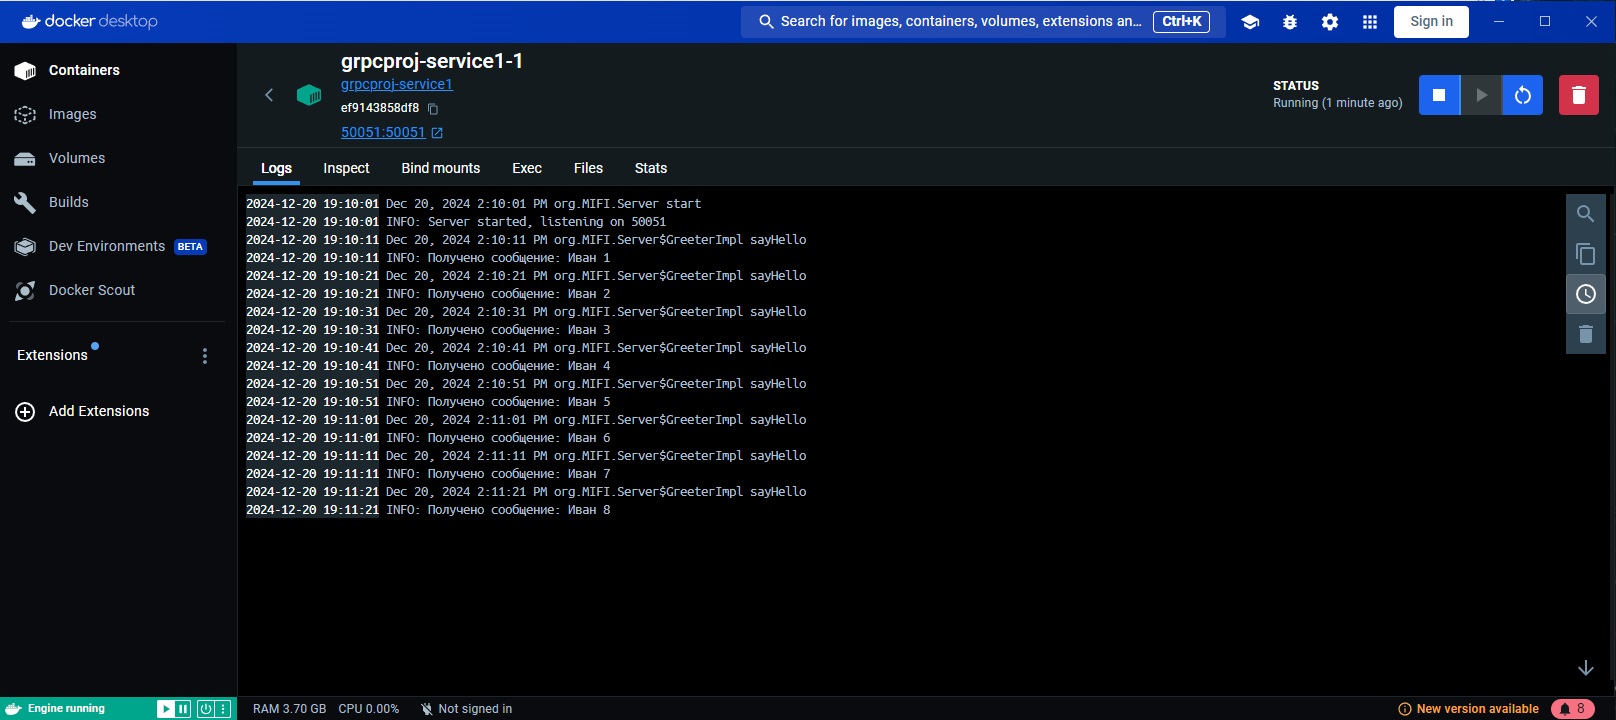 docker desktop
Search for images, containers, volumes, extensions an... Ctrl+K
Sign in
Containers
Images
Volumes
Builds
Dev Environments BETA
Docker Scout
Extensions
Add Extensions
grpcproj-service1-1
grpcproj-service1
ef9143858df8
50051:50051
STATUS
Running (1 minute ago)
Logs Inspect Bind mounts Exec Files Stats
2024-12-20 19:10:01 Dec 20, 2024 2:10:01 PM org.MIFI.Server start
2024-12-20 19:10:01 INFO: Server started, listening on 50051
2024-12-20 19:10:11 Dec 20, 2024 2:10:11 PM org.MIFI.Server$GreeterImpl sayHello
2024-12-20 19:10:11 INFO: Получено сообщение: Иван 1
2024-12-20 19:10:21 Dec 20, 2024 2:10:21 PM org.MIFI.Server$GreeterImpl sayHello
2024-12-20 19:10:21 INFO: Получено сообщение: Иван 2
2024-12-20 19:10:31 Dec 20, 2024 2:10:31 PM org.MIFI.Server$GreeterImpl sayHello
2024-12-20 19:10:31 INFO: Получено сообщение: Иван 3
2024-12-20 19:10:41 Dec 20, 2024 2:10:41 PM org.MIFI.Server$GreeterImpl sayHello
2024-12-20 19:10:41 INFO: Получено сообщение: Иван 4
2024-12-20 19:10:51 Dec 20, 2024 2:10:51 PM org.MIFI.Server$GreeterImpl sayHello
2024-12-20 19:10:51 INFO: Получено сообщение: Иван 5
2024-12-20 19:11:01 Dec 20, 2024 2:11:01 PM org.MIFI.Server$GreeterImpl sayHello
2024-12-20 19:11:01 INFO: Получено сообщение: Иван 6
2024-12-20 19:11:11 Dec 20, 2024 2:11:11 PM org.MIFI.Server$GreeterImpl sayHello
2024-12-20 19:11:11 INFO: Получено сообщение: Иван 7
2024-12-20 19:11:21 Dec 20, 2024 2:11:21 PM org.MIFI.Server$GreeterImpl sayHello
2024-12-20 19:11:21 INFO: Получено сообщение: Иван 8
Engine running
RAM 3.70 GB CPU 0.00% Not signed in
New version available 8